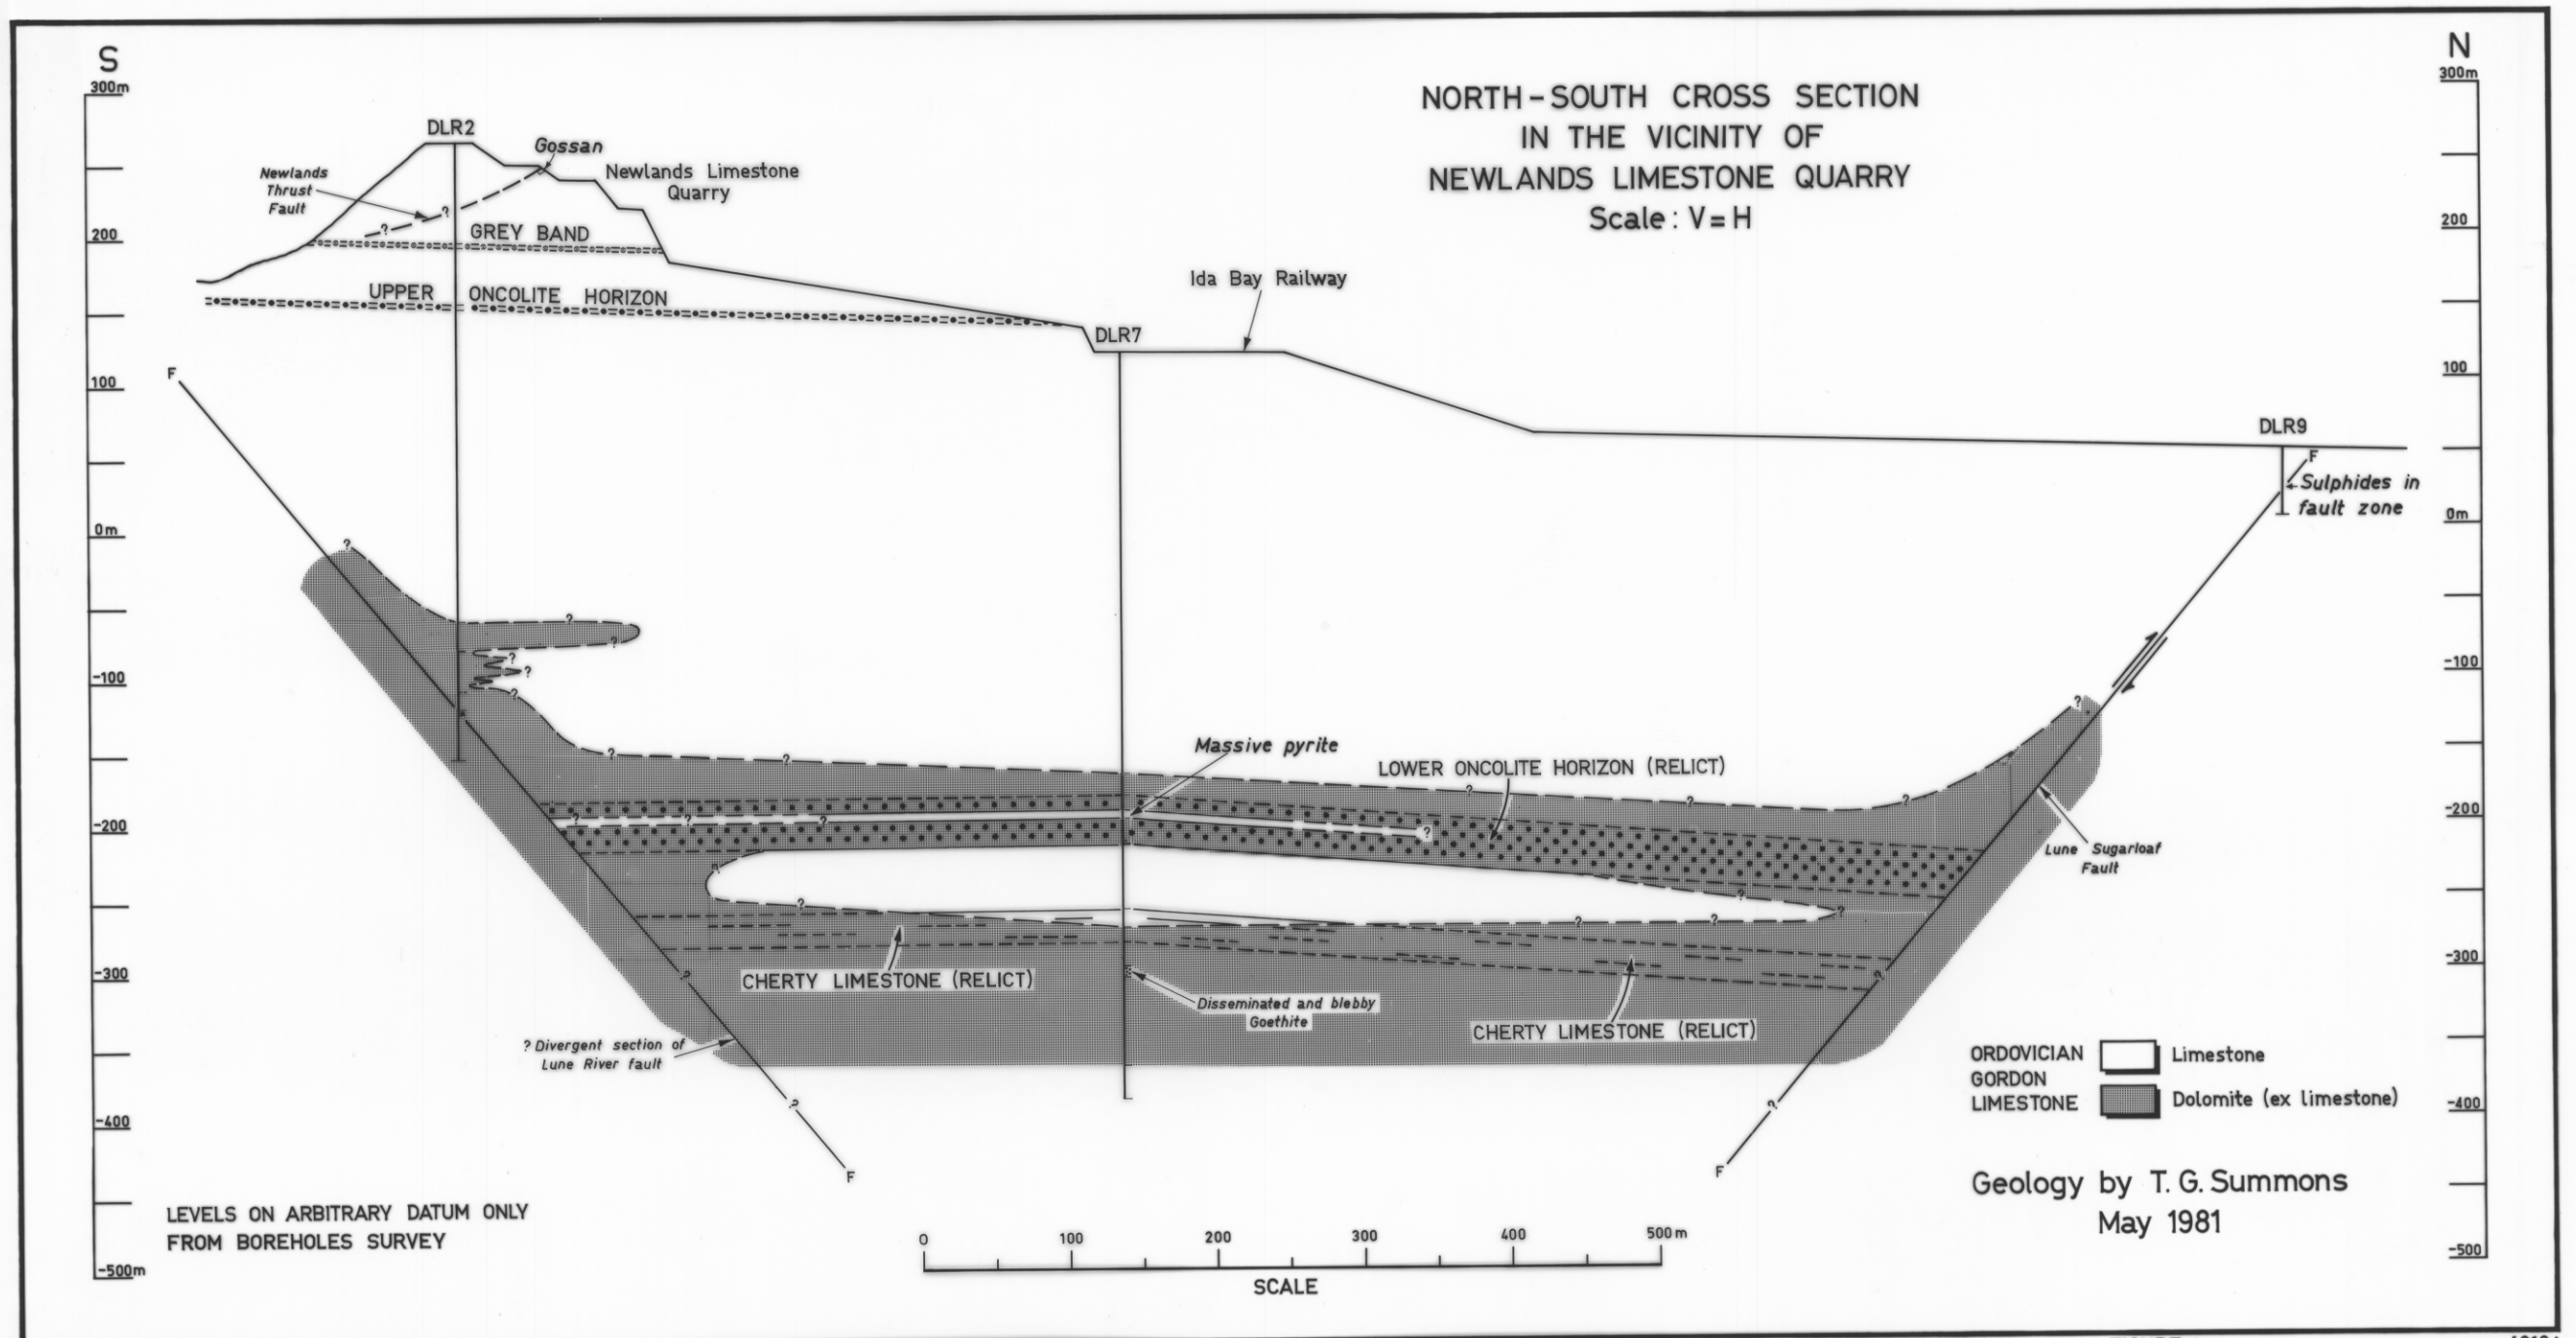 S
N
300m
300m
NORTH-SOUTH CROSS SECTION
IN THE VICINITY OF
NEWLANDS LIMESTONE QUARRY
Scale: V=H
DLR2
Gossan
Newlands
Thrust
Fault
Newlands Limestone
Quarry
?
?
GREY BAND
200
200
UPPER ONCOLITE HORIZON
Ida Bay Railway
DLR7
F
100
100
DLR9
F
Sulphides in
fault zone
0m
0m
?
?
?
?
?
?
-100
-100
?
?
?
Massive pyrite
LOWER ONCOLITE HORIZON (RELICT)
?
?
?
-200
-200
?
?
?
?
Lune Sugarloaf
Fault
?
?
?
?
?
?
-300
-300
?
?
CHERTY LIMESTONE (RELICT)
Disseminated and blebby
Goethite
CHERTY LIMESTONE (RELICT)
? Divergent section of
Lune River fault
ORDOVICIAN
GORDON
LIMESTONE
Limestone
Dolomite (ex limestone)
-400
-400
?
?
F
F
Geology by T. G. Summons
May 1981
LEVELS ON ARBITRARY DATUM ONLY
FROM BOREHOLES SURVEY
-500m
-500
0 100 200 300 400 500m
SCALE